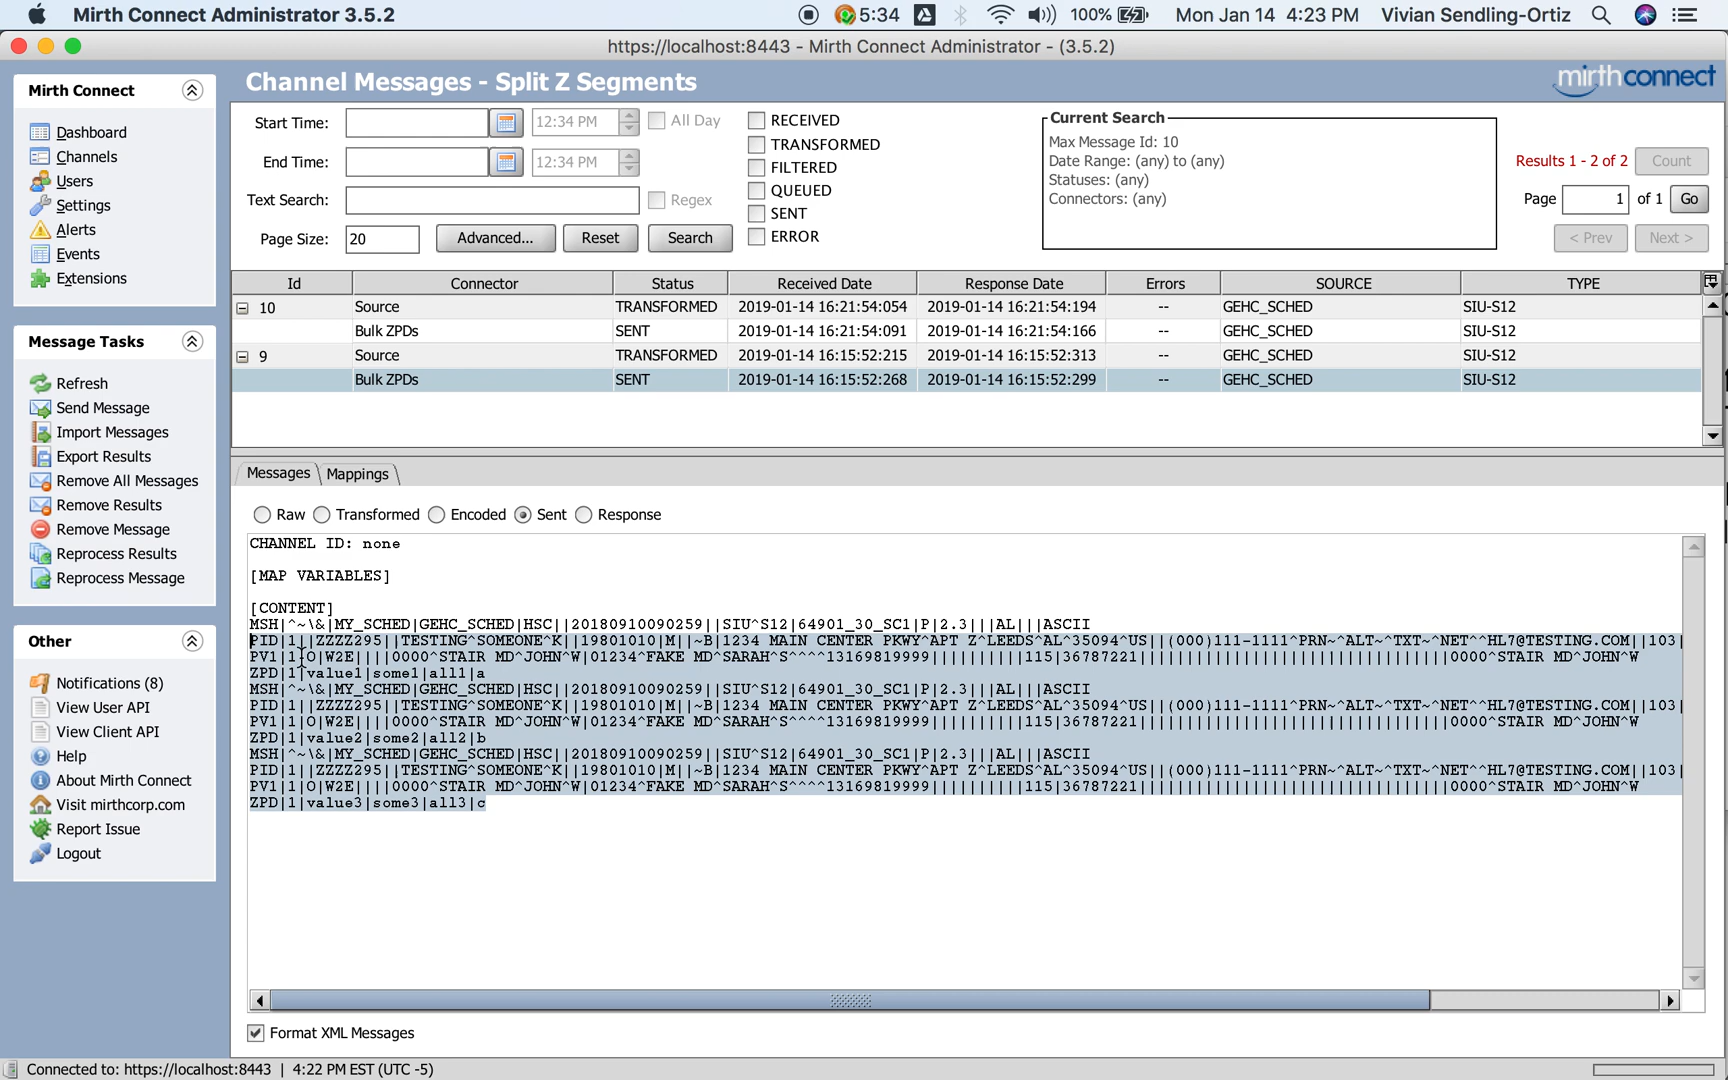 Mirth Connect Administrator 3.5.2
5:34
100%
Mon Jan 14 4:23 PM
Vivian Sendling-Ortiz
https://localhost:8443 - Mirth Connect Administrator - (3.5.2)
Mirth Connect
Dashboard
Channels
Users
Settings
Alerts
Events
Extensions
Message Tasks
Refresh
Send Message
Import Messages
Export Results
Remove All Messages
Remove Results
Remove Message
Reprocess Results
Reprocess Message
Other
Notifications (8)
View User API
View Client API
Help
About Mirth Connect
Visit mirthcorp.com
Report Issue
Logout
Channel Messages - Split Z Segments
mirthconnect
Start Time:
12:34 PM
All Day
End Time:
12:34 PM
Text Search:
Regex
Page Size:
20
Advanced...
Reset
Search
RECEIVED
TRANSFORMED
FILTERED
QUEUED
SENT
ERROR
Current Search
Max Message Id: 10
Date Range: (any) to (any)
Statuses: (any)
Connectors: (any)
Results 1 - 2 of 2
Count
Page 1 of 1
Go
< Prev
Next >
Id Connector Status Received Date Response Date Errors SOURCE TYPE
10 Source TRANSFORMED 2019-01-14 16:21:54:054 2019-01-14 16:21:54:194 -- GEHC_SCHED SIU-S12
Bulk ZPDs SENT 2019-01-14 16:21:54:091 2019-01-14 16:21:54:166 -- GEHC_SCHED SIU-S12
9 Source TRANSFORMED 2019-01-14 16:15:52:215 2019-01-14 16:15:52:313 -- GEHC_SCHED SIU-S12
Bulk ZPDs SENT 2019-01-14 16:15:52:268 2019-01-14 16:15:52:299 -- GEHC_SCHED SIU-S12
Messages
Mappings
Raw
Transformed
Encoded
Sent
Response
CHANNEL ID: none
[MAP VARIABLES]
[CONTENT]
MSH|^~\&|MY_SCHED|GEHC_SCHED|HSC||20180910090259||SIU^S12|64901_30_SC1|P|2.3|||AL|||ASCII
PID|1||ZZZZ295||TESTING^SOMEONE^K||19801010|M||~B|1234 MAIN CENTER PKWY^APT Z^LEEDS^AL^35094^US||(000)111-1111^PRN~^ALT~^TXT~^NET^^HL7@TESTING.COM||103|
PV1|1|O|W2E||||0000^STAIR MD^JOHN^W|01234^FAKE MD^SARAH^S^^^^13169819999||||||||||115|36787221|||||||||||||||||||||||||0000^STAIR MD^JOHN^W
ZPD|1|value1|some1|all1|a
MSH|^~\&|MY_SCHED|GEHC_SCHED|HSC||20180910090259||SIU^S12|64901_30_SC1|P|2.3|||AL|||ASCII
PID|1||ZZZZ295||TESTING^SOMEONE^K||19801010|M||~B|1234 MAIN CENTER PKWY^APT Z^LEEDS^AL^35094^US||(000)111-1111^PRN~^ALT~^TXT~^NET^^HL7@TESTING.COM||103|
PV1|1|O|W2E||||0000^STAIR MD^JOHN^W|01234^FAKE MD^SARAH^S^^^^13169819999||||||||||115|36787221|||||||||||||||||||||||||0000^STAIR MD^JOHN^W
ZPD|1|value2|some2|all2|b
MSH|^~\&|MY_SCHED|GEHC_SCHED|HSC||20180910090259||SIU^S12|64901_30_SC1|P|2.3|||AL|||ASCII
PID|1||ZZZZ295||TESTING^SOMEONE^K||19801010|M||~B|1234 MAIN CENTER PKWY^APT Z^LEEDS^AL^35094^US||(000)111-1111^PRN~^ALT~^TXT~^NET^^HL7@TESTING.COM||103|
PV1|1|O|W2E||||0000^STAIR MD^JOHN^W|01234^FAKE MD^SARAH^S^^^^13169819999||||||||||115|36787221|||||||||||||||||||||||||0000^STAIR MD^JOHN^W
ZPD|1|value3|some3|all3|c
Format XML Messages
Connected to: https://localhost:8443 | 4:22 PM EST (UTC -5)